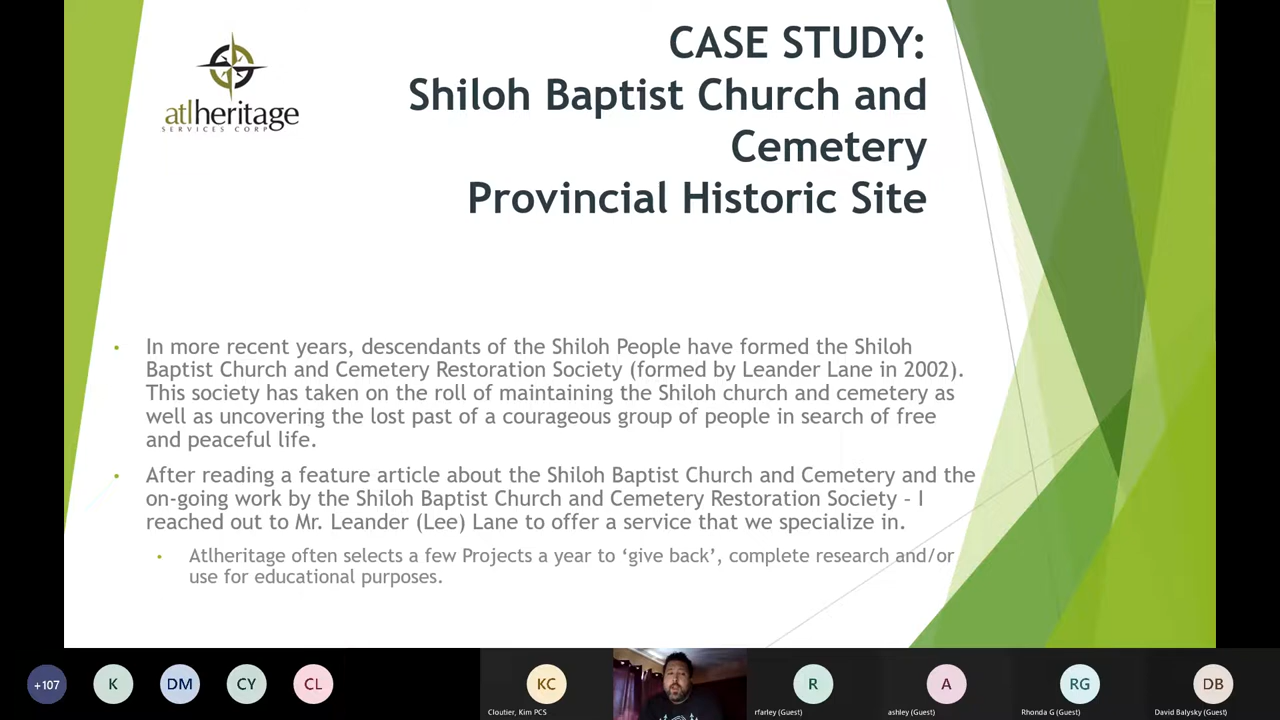 atlheritage
SERVICES CORP
CASE STUDY:
Shiloh Baptist Church and
Cemetery
Provincial Historic Site
• In more recent years, descendants of the Shiloh People have formed the Shiloh
Baptist Church and Cemetery Restoration Society (formed by Leander Lane in 2002).
This society has taken on the roll of maintaining the Shiloh church and cemetery as
well as uncovering the lost past of a courageous group of people in search of free
and peaceful life.
• After reading a feature article about the Shiloh Baptist Church and Cemetery and the
on-going work by the Shiloh Baptist Church and Cemetery Restoration Society – I
reached out to Mr. Leander (Lee) Lane to offer a service that we specialize in.
• Atlheritage often selects a few Projects a year to ‘give back’, complete research and/or
use for educational purposes.
+107 K DM CY CL KC R A RG DB
Cloutier, Kim PCS rfarley (Guest) ashley (Guest) Rhonda G (Guest) David Balysky (Guest)